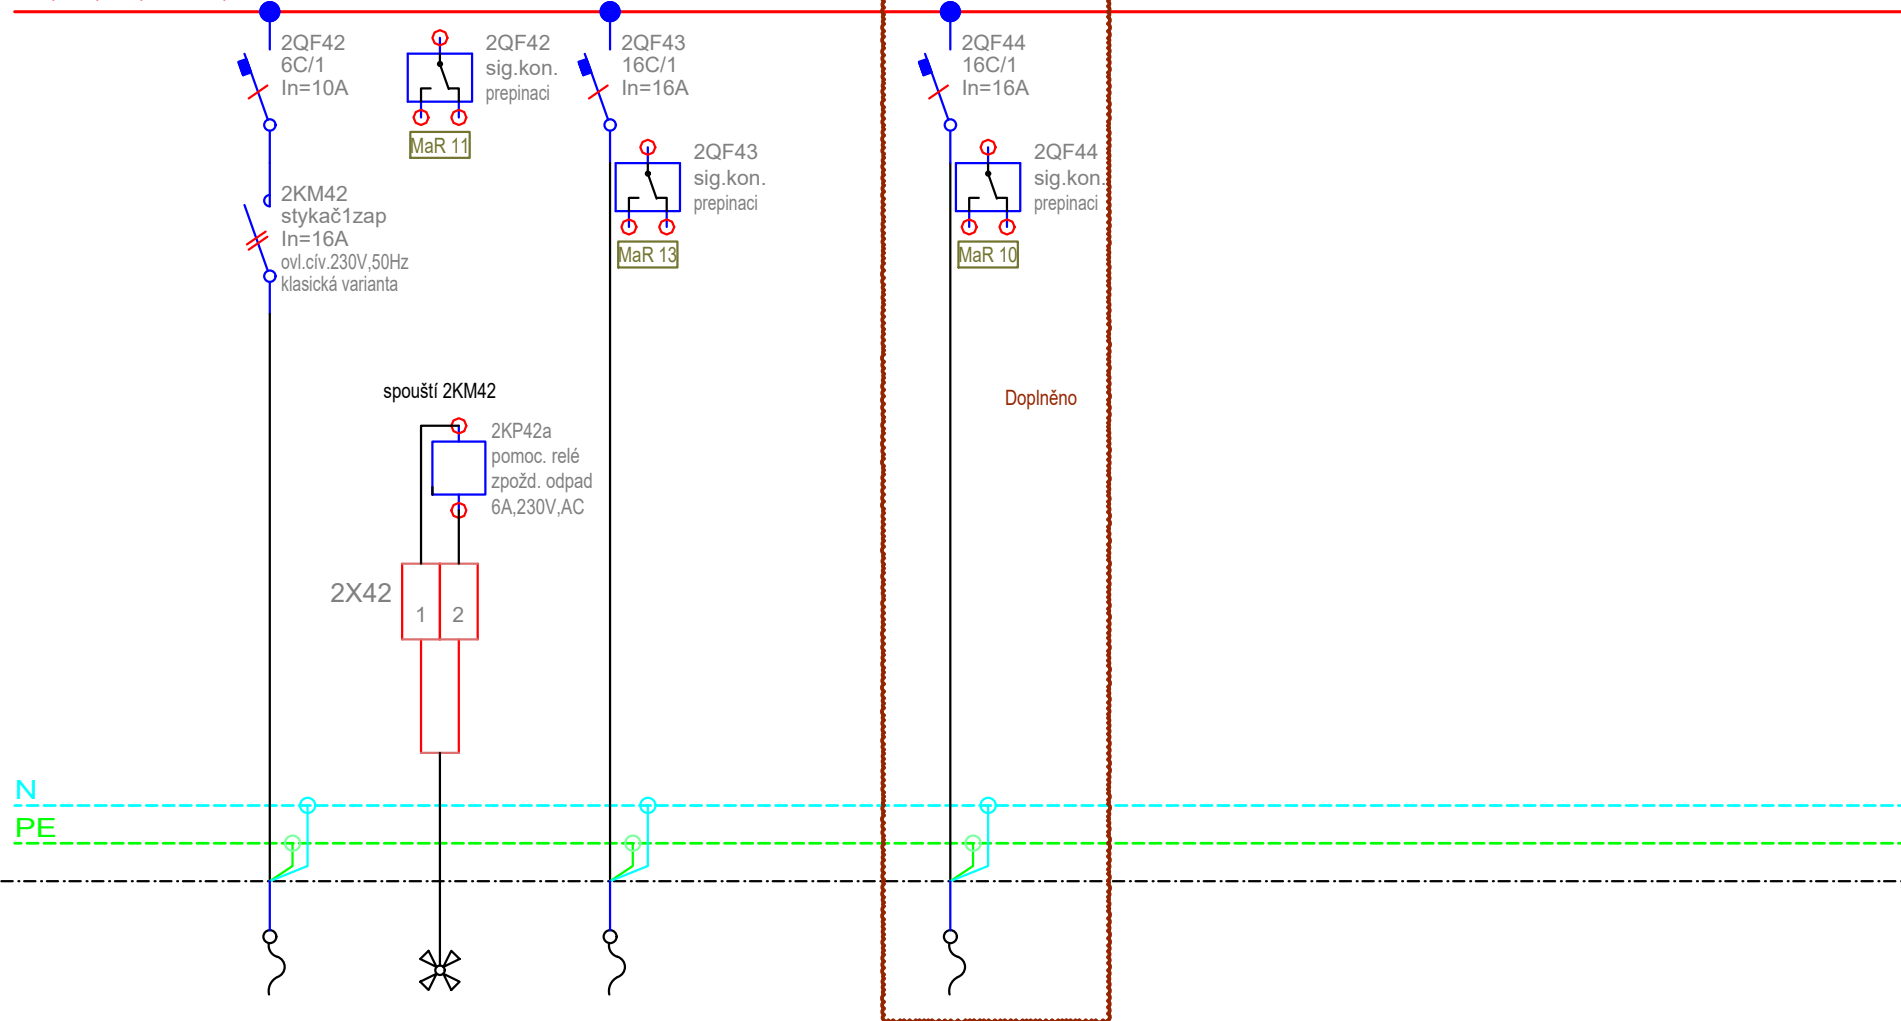 2QF42
6C/1
In=10A
2QF42
sig.kon.
prepinaci
MaR 11
2QF43
16C/1
In=16A
2QF43
sig.kon.
prepinaci
MaR 13
2QF44
16C/1
In=16A
2QF44
sig.kon.
prepinaci
MaR 10
2KM42
stykač1zap
In=16A
ovl.cív.230V,50Hz
klasická varianta
spouští 2KM42
2KP42a
pomoc. relé
zpožd. odpad
6A,230V,AC
Doplněno
2X42
1
2
N
PE